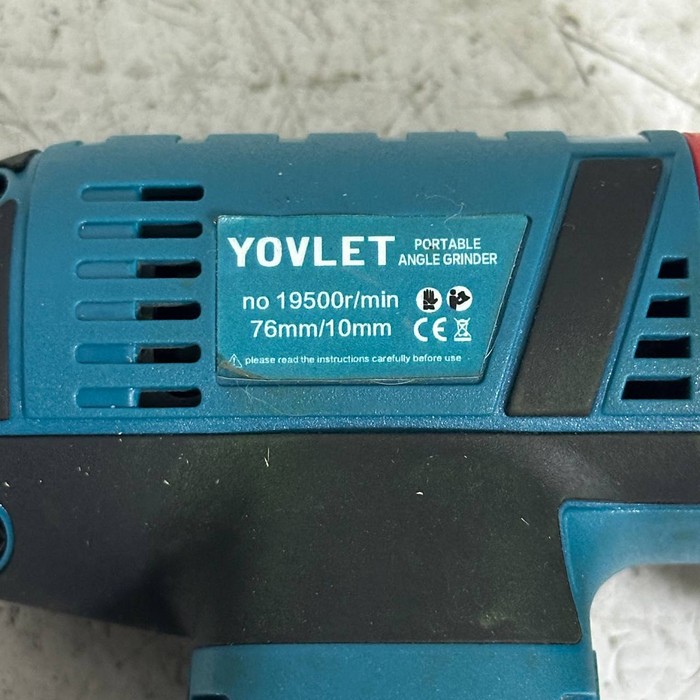 YOVLET PORTABLE
ANGLE GRINDER
no 19500r/min
76mm/10mm
CE
please read the instructions carefully before use